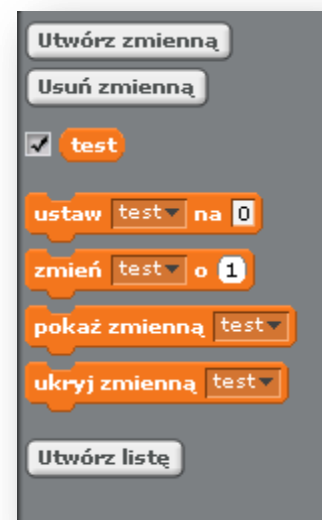 Utwórz zmienną
Usuń zmienną
test
ustaw test na 0
zmień test o 1
pokaż zmienną test
ukryj zmienną test
Utwórz listę